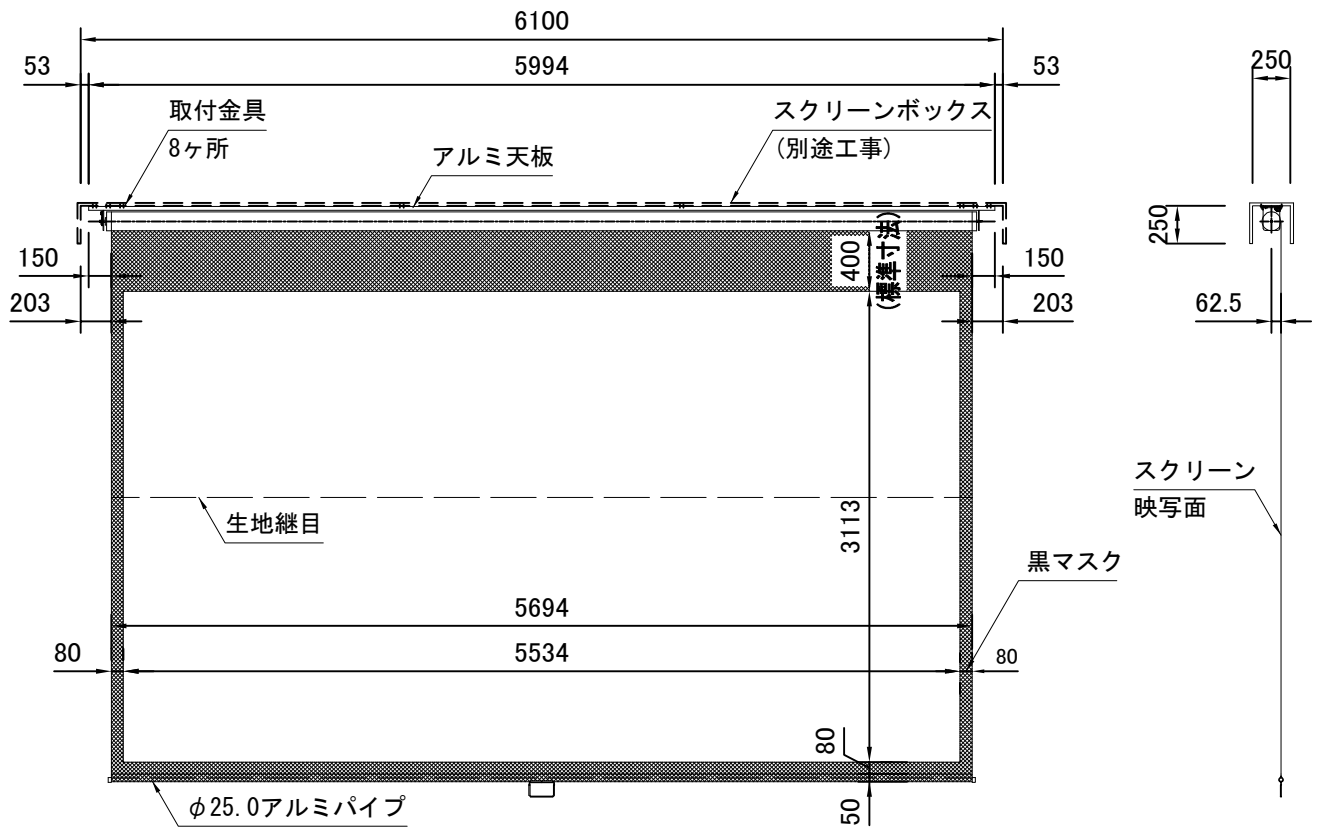 6100
53
5994
53
250
取付金具
8ヶ所
アルミ天板
スクリーンボックス
(別途工事)
250
400
(標準寸法)
150
150
203
203
62.5
生地継目
3113
スクリーン
映写面
黒マスク
5694
80
5534
80
80
φ25.0アルミパイプ
50